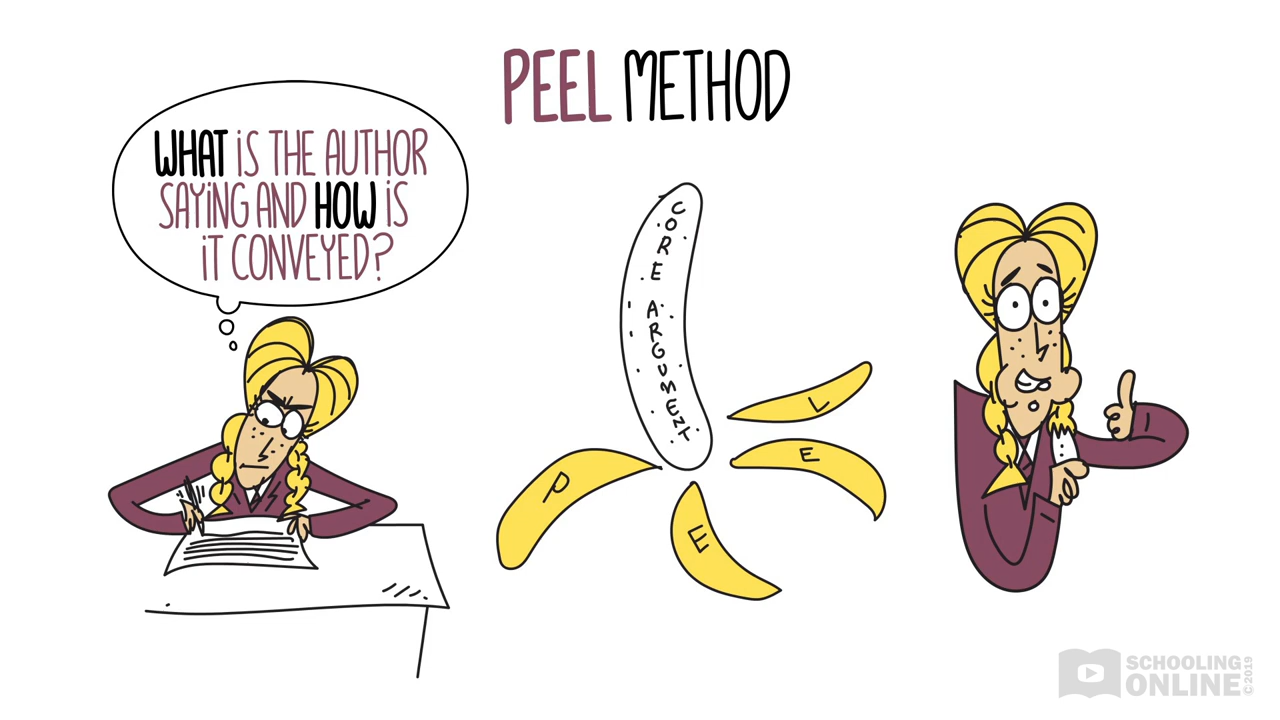 PEEL METHOD
WHAT iS THE AUTHOR
SAYiNG AND HOW iS
iT CONVEYED?
CORE ARGUMENT
P
E
E
L
SCHOOLING
ONLINE
© 2019